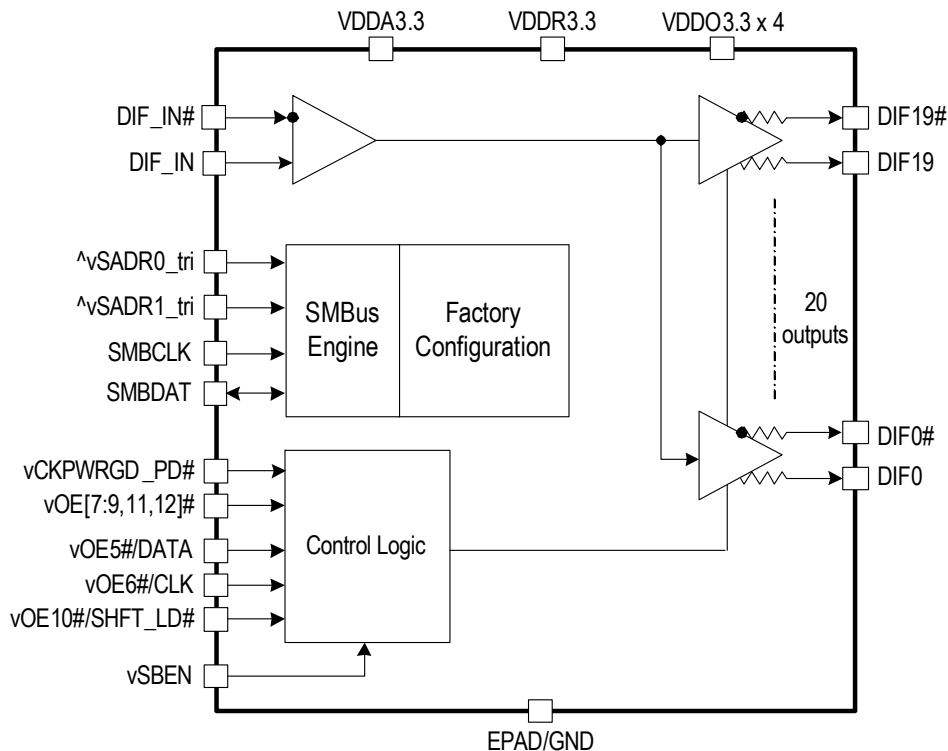 VDDA3.3
VDDR3.3
VDDO3.3 x 4
DIF_IN#
DIF_IN
DIF19#
DIF19
^vSADR0_tri
^vSADR1_tri
SMBCLK
SMBDAT
SMBus
Engine
Factory
Configuration
20
outputs
DIF0#
DIF0
vCKPWRGD_PD#
vOE[7:9,11,12]#
vOE5#/DATA
vOE6#/CLK
vOE10#/SHFT_LD#
vSBEN
Control Logic
EPAD/GND